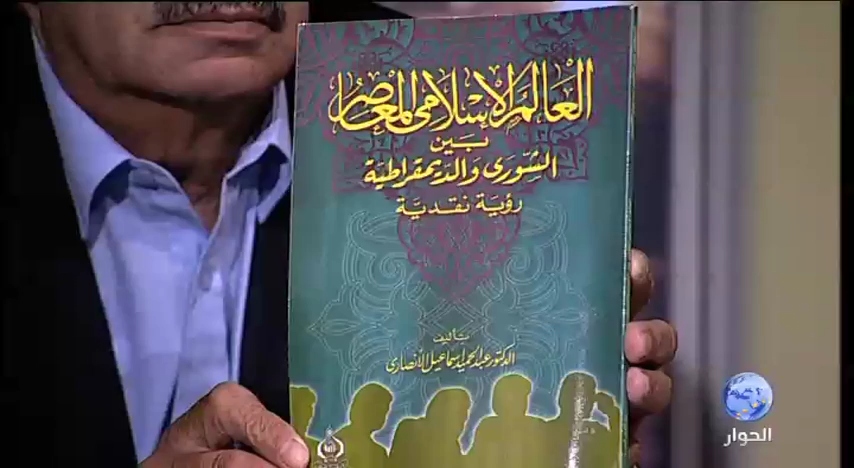 العالم الإسلامي المعاصر
بين
الشورى والديمقراطية
رؤية نقدية
تأليف
الدكتور عبد الحميد إسماعيل الأنصاري
الحوار